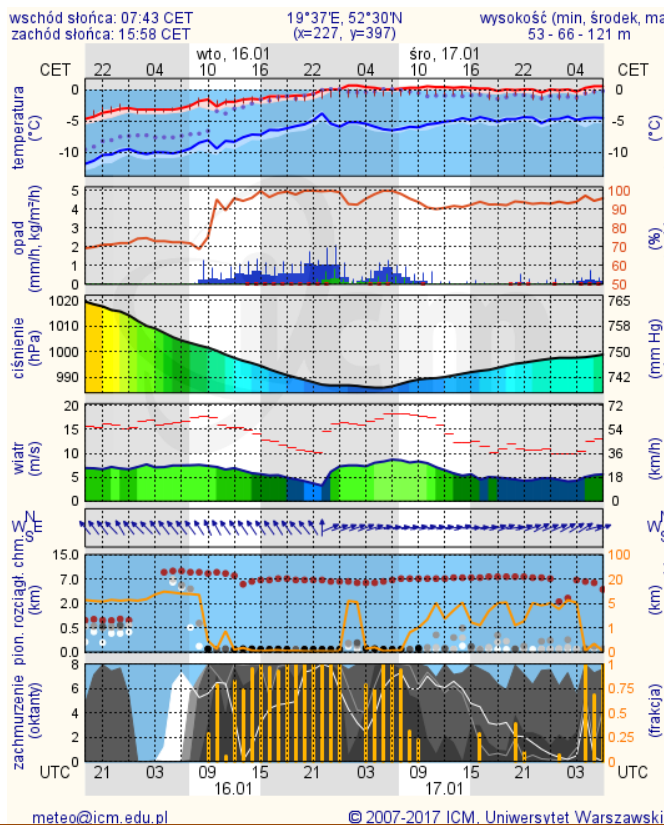 wschód słońca: 07:43 CET 19°37'E, 52°30'N wysokość (min, środek, ma
zachód słońca: 15:58 CET (x=227, y=397) 53 - 66 - 121 m
wto, 16.01 śro, 17.01
CET 22 04 10 16 22 04 10 16 22 04 CET
temperatura
(°C)
0
-5
-10
0
-5
-10
(°C)
opad
(mm/h, kg/m²/h)
5
4
3
2
1
0
100
90
80
70
60
50
(%)
ciśnienie
(hPa)
1020
1010
1000
990
765
758
750
742
(mm Hg)
wiatr
(m/s)
20
15
10
5
0
72
54
36
18
0
(km/h)
N
W E
S
N
W
S
pion. rozciągł. chm.
(km)
15.0
7.0
2.0
0.5
0.0
100
20
5
1
0
(km)
zachmurzenie
(oktanty)
8
6
4
2
0
1
0.75
0.5
0.25
0
(frakcja)
UTC 21 03 09 15 21 03 09 15 21 03 UTC
16.01 17.01
meteo@icm.edu.pl © 2007-2017 ICM, Uniwersytet Warszawski